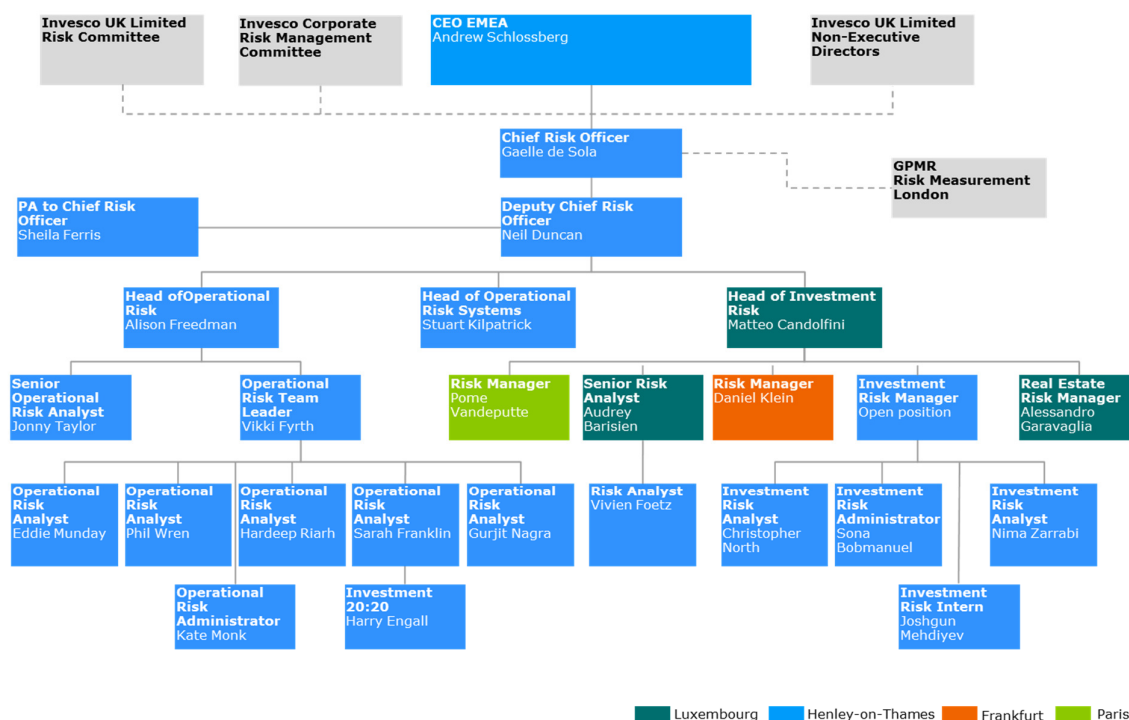 Invesco UK Limited
Risk Committee
Invesco Corporate
Risk Management
Committee
CEO EMEA
Andrew Schlossberg
Invesco UK Limited
Non-Executive
Directors
Chief Risk Officer
Gaelle de Sola
GPMR
Risk Measurement
London
PA to Chief Risk
Officer
Sheila Ferris
Deputy Chief Risk
Officer
Neil Duncan
Head ofOperational
Risk
Alison Freedman
Head of Operational
Risk Systems
Stuart Kilpatrick
Head of Investment
Risk
Matteo Candolfini
Senior
Operational
Risk Analyst
Jonny Taylor
Operational
Risk Team
Leader
Vikki Fyrth
Risk Manager
Pome
Vandeputte
Senior Risk
Analyst
Audrey
Barisien
Risk Manager
Daniel Klein
Investment
Risk Manager
Open position
Real Estate
Risk Manager
Alessandro
Garavaglia
Operational
Risk
Analyst
Eddie Munday
Operational
Risk
Analyst
Phil Wren
Operational
Risk
Analyst
Hardeep Riarh
Operational
Risk
Analyst
Sarah Franklin
Operational
Risk
Analyst
Gurjit Nagra
Risk Analyst
Vivien Foetz
Investment
Risk
Analyst
Christopher
North
Investment
Risk
Administrator
Sona
Bobmanuel
Investment
Risk
Analyst
Nima Zarrabi
Operational
Risk
Administrator
Kate Monk
Investment
20:20
Harry Engall
Investment
Risk Intern
Joshgun
Mehdiyev
Luxembourg
Henley-on-Thames
Frankfurt
Paris